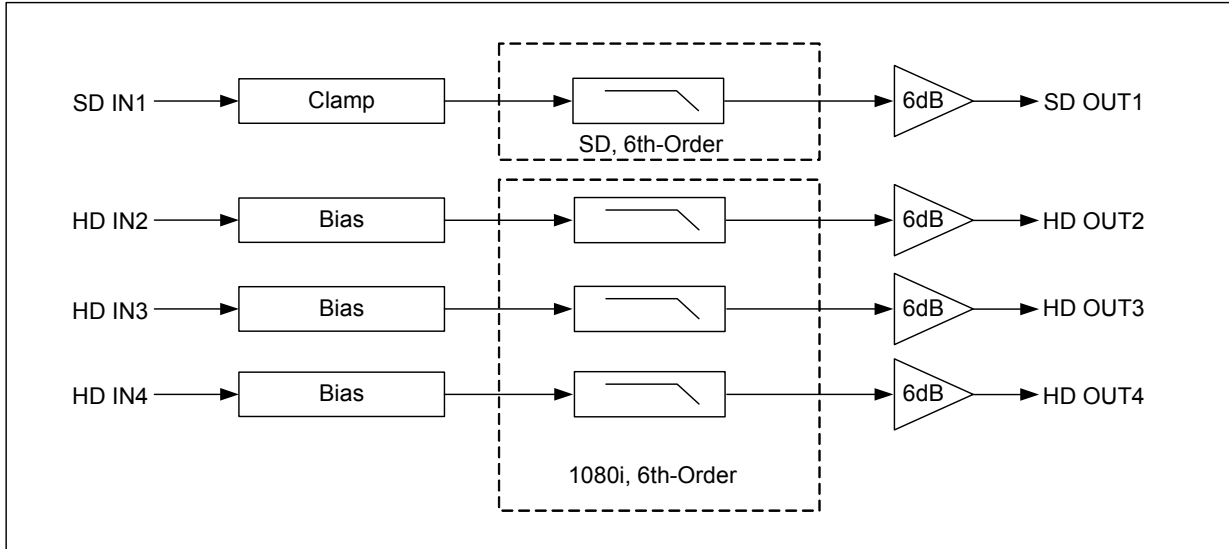 SD IN1 Clamp 6dB SD OUT1
SD, 6th-Order
HD IN2 Bias 6dB HD OUT2
HD IN3 Bias 6dB HD OUT3
HD IN4 Bias 6dB HD OUT4
1080i, 6th-Order